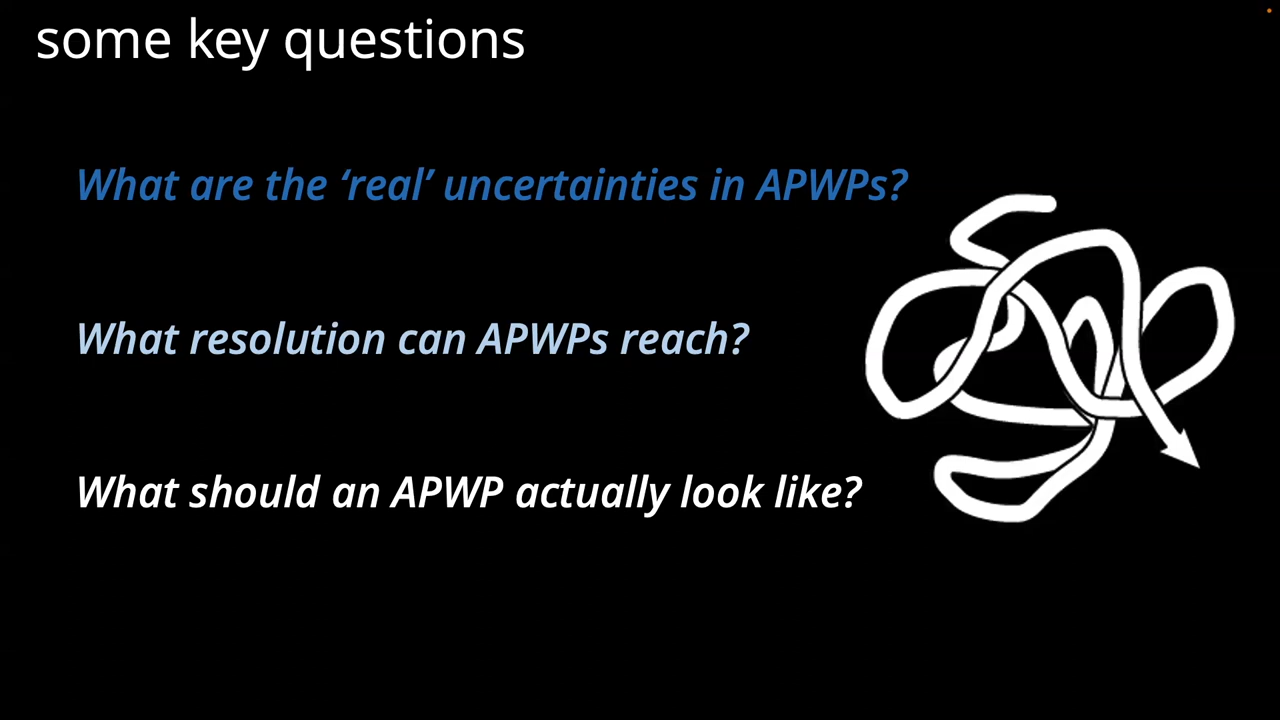 some key questions
What are the ‘real’ uncertainties in APWPs?
What resolution can APWPs reach?
What should an APWP actually look like?